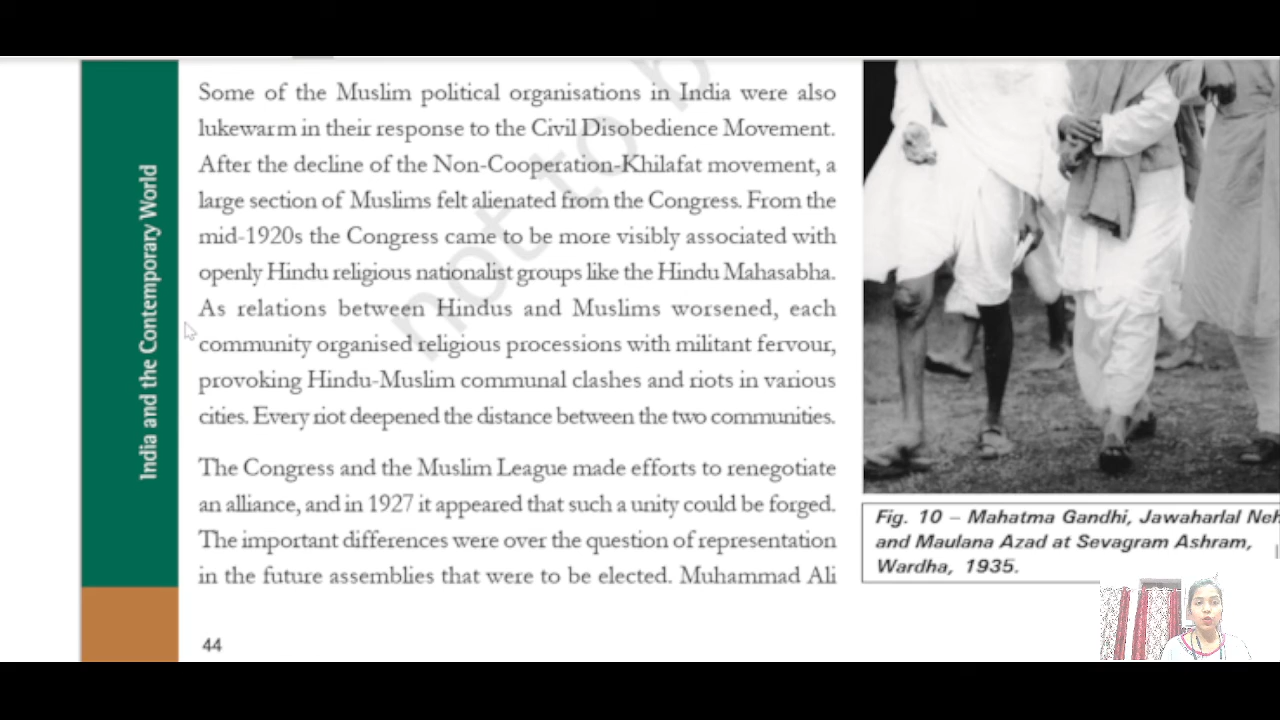 Some of the Muslim political organisations in India were also
lukewarm in their response to the Civil Disobedience Movement.
After the decline of the Non-Cooperation-Khilafat movement, a
large section of Muslims felt alienated from the Congress. From the
mid-1920s the Congress came to be more visibly associated with
openly Hindu religious nationalist groups like the Hindu Mahasabha.
As relations between Hindus and Muslims worsened, each
community organised religious processions with militant fervour,
provoking Hindu-Muslim communal clashes and riots in various
cities. Every riot deepened the distance between the two communities.
The Congress and the Muslim League made efforts to renegotiate
an alliance, and in 1927 it appeared that such a unity could be forged.
The important differences were over the question of representation
in the future assemblies that were to be elected. Muhammad Ali
44
India and the Contemporary World
Fig. 10 – Mahatma Gandhi, Jawaharlal Neh
and Maulana Azad at Sevagram Ashram,
Wardha, 1935.
not to b